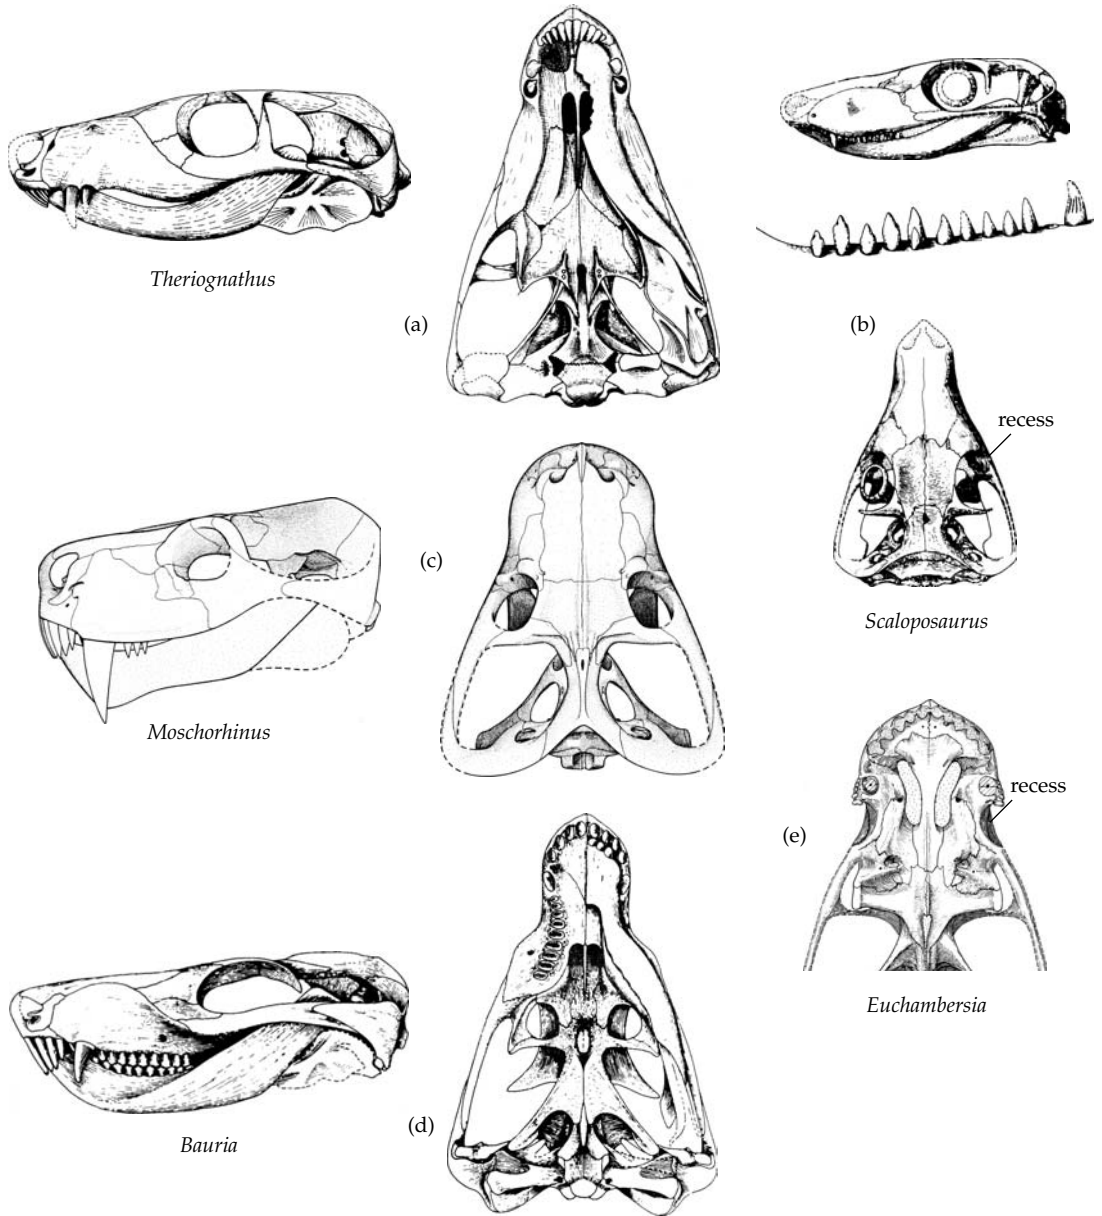 Theriognathus
(a)
(b)
recess
Scaloposaurus
(c)
Moschorhinus
recess
(e)
Euchambersia
Bauria
(d)